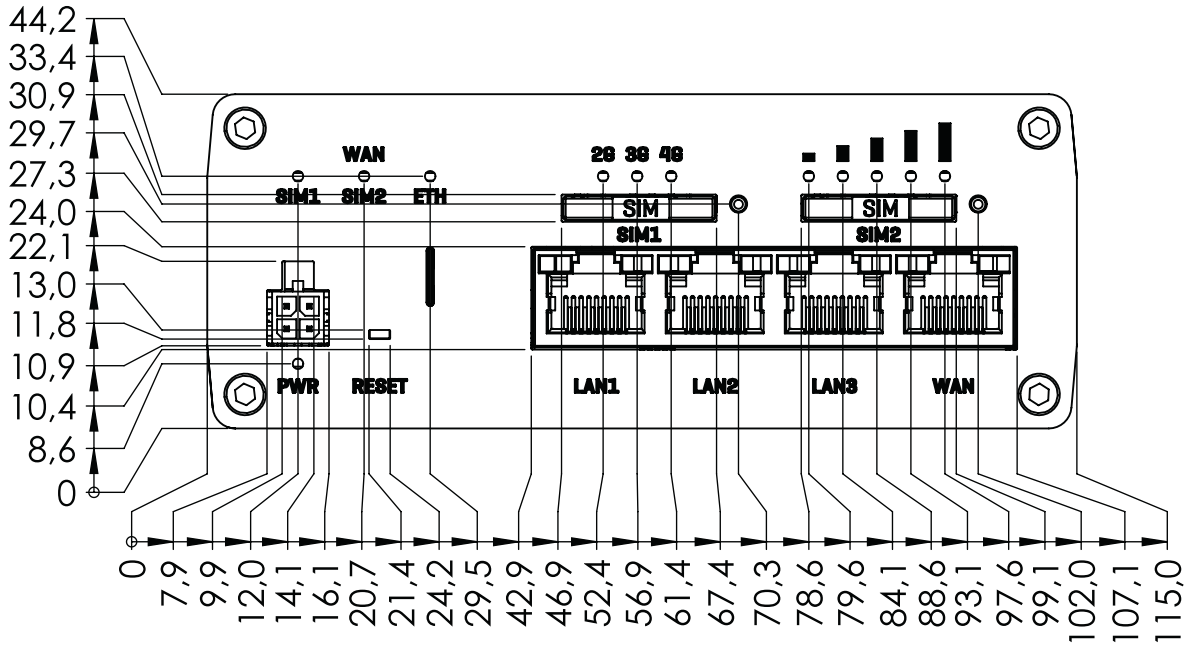 44,2
33,4
30,9
29,7
27,3
24,0
22,1
13,0
11,8
10,9
10,4
8,6
0
WAN
2G 3G 4G
SIM1 SIM2 ETH
SIM SIM
SIM1 SIM2
PWR RESET LAN1 LAN2 LAN3 WAN
0 7,9 9,9 12,0 14,1 16,1 20,7 21,4 24,2 29,5 42,9 46,9 52,4 56,9 61,4 67,4 70,3 78,6 79,6 84,1 88,6 93,1 97,6 99,1 102,0 107,1 115,0